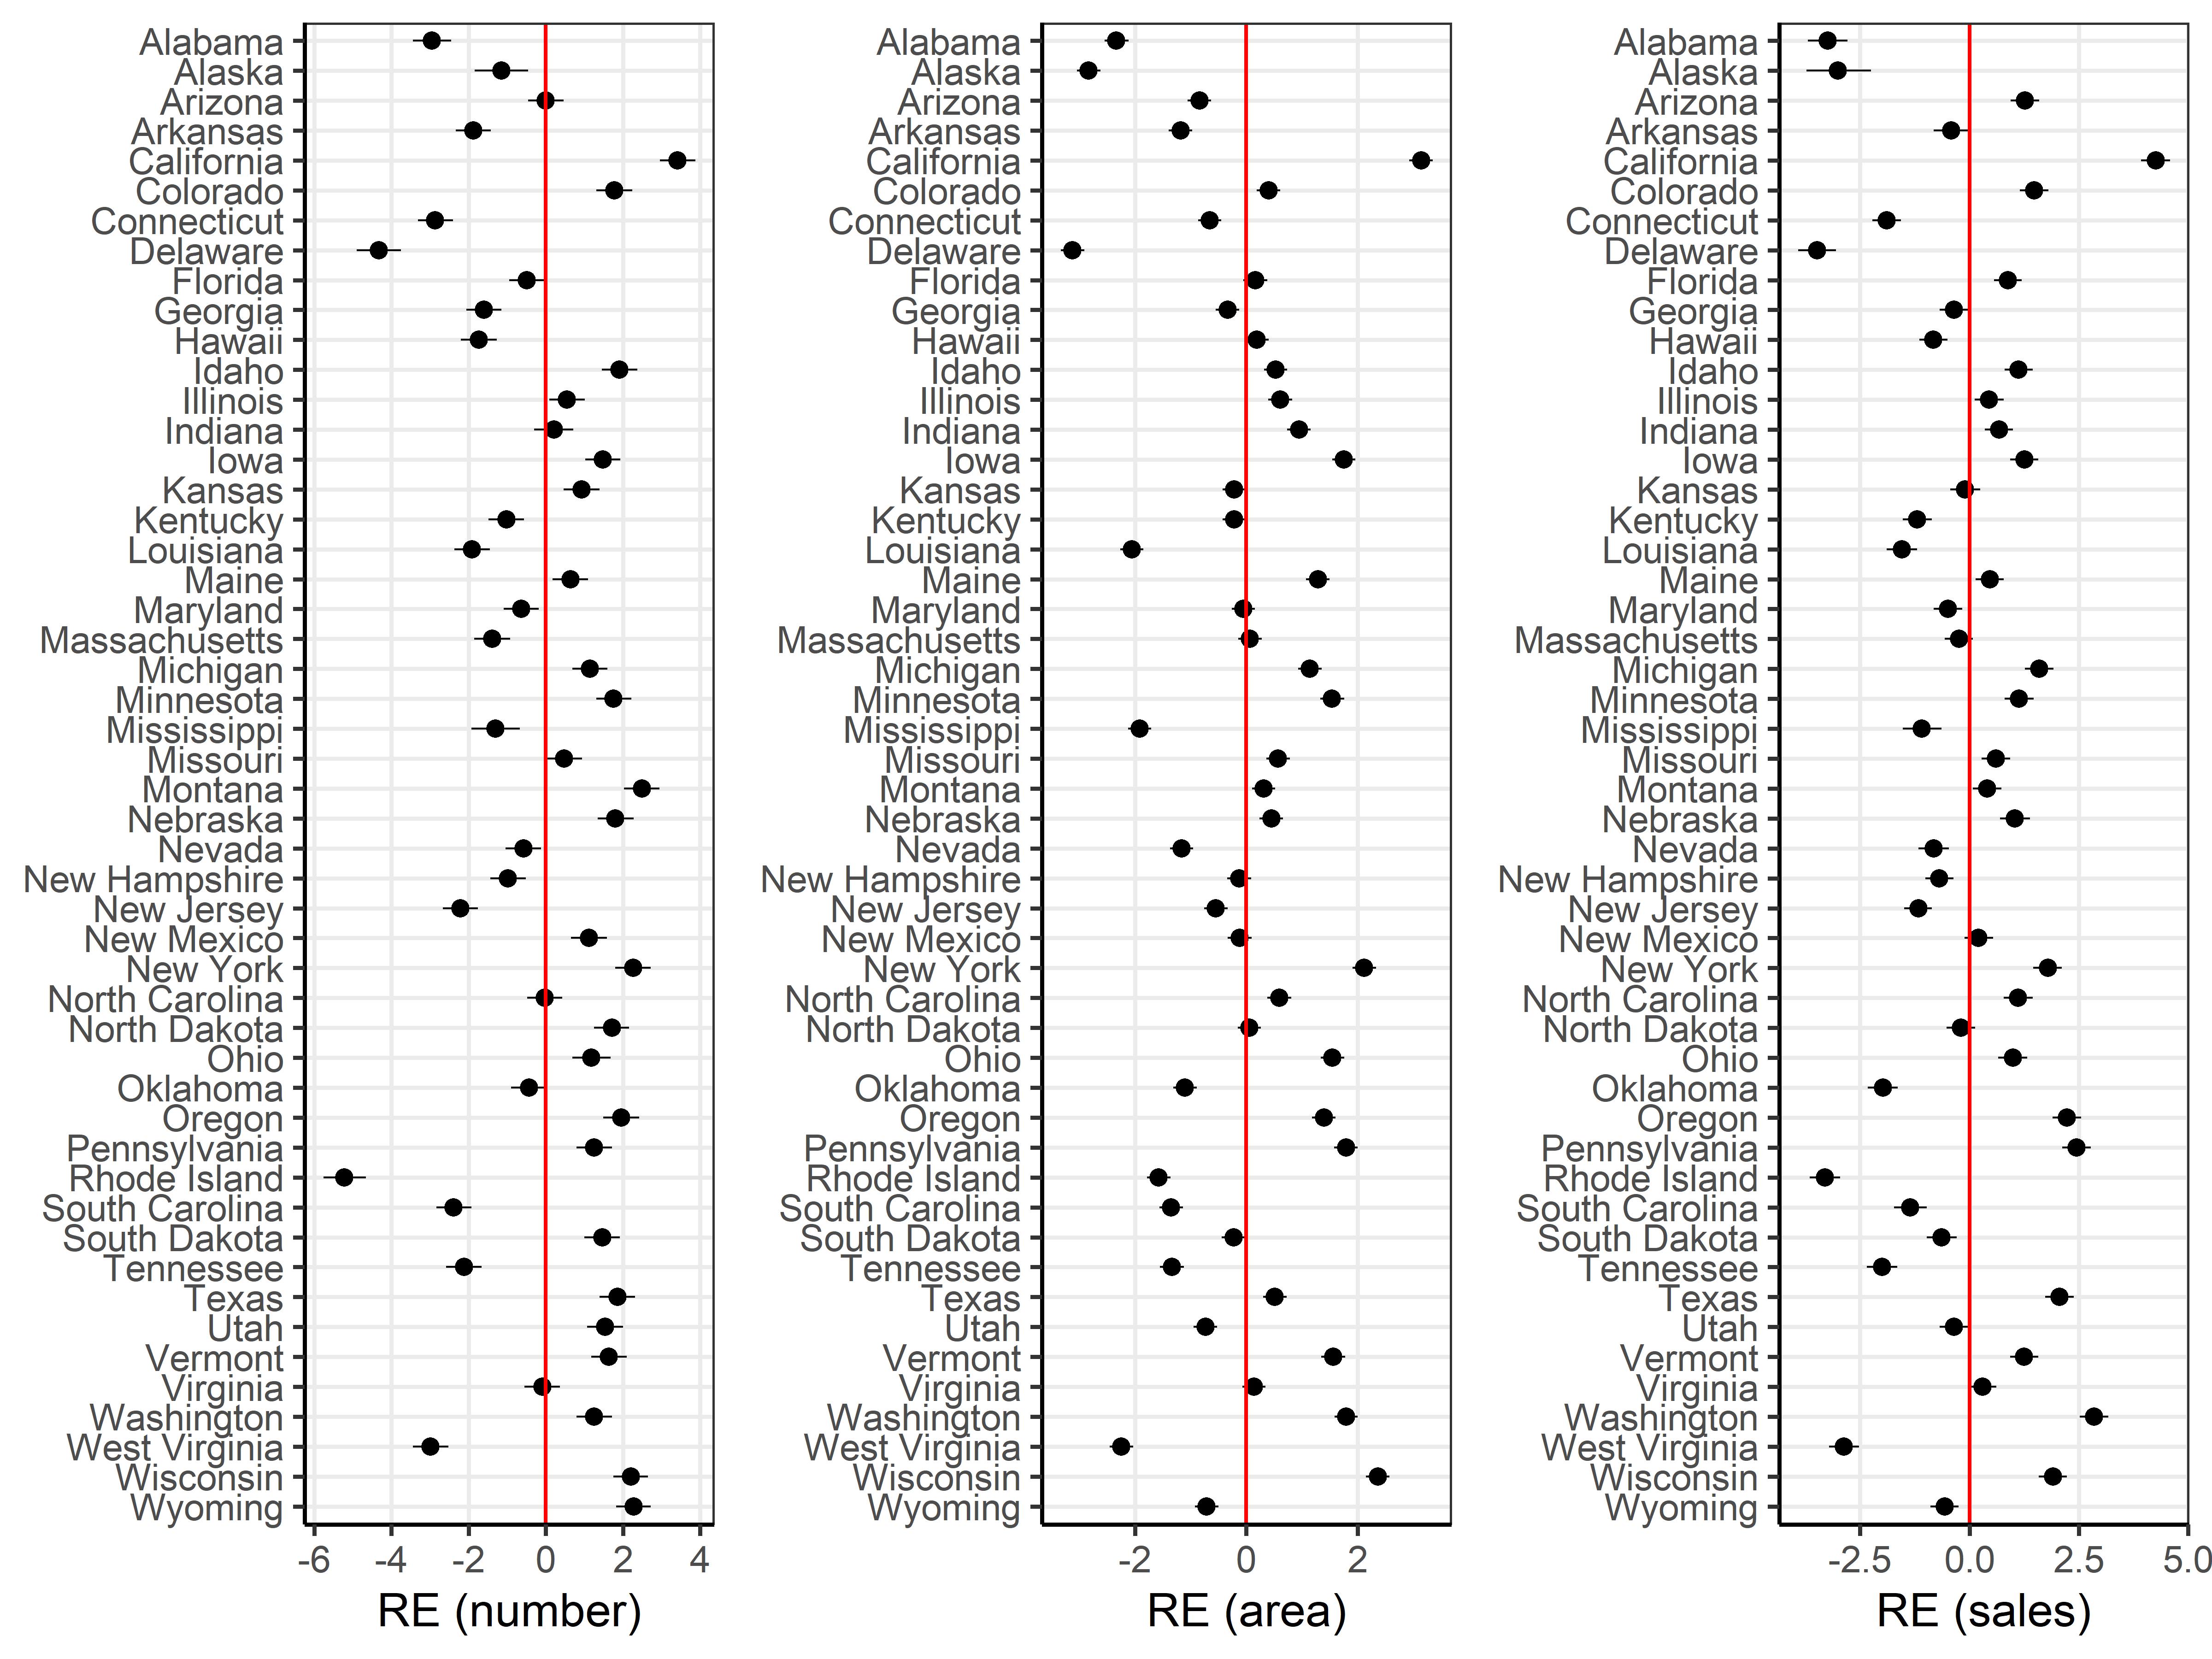 Alabama
Alaska
Arizona
Arkansas
California
Colorado
Connecticut
Delaware
Florida
Georgia
Hawaii
Idaho
Illinois
Indiana
Iowa
Kansas
Kentucky
Louisiana
Maine
Maryland
Massachusetts
Michigan
Minnesota
Mississippi
Missouri
Montana
Nebraska
Nevada
New Hampshire
New Jersey
New Mexico
New York
North Carolina
North Dakota
Ohio
Oklahoma
Oregon
Pennsylvania
Rhode Island
South Carolina
South Dakota
Tennessee
Texas
Utah
Vermont
Virginia
Washington
West Virginia
Wisconsin
Wyoming
-6 -4 -2 0 2 4
RE (number)
Alabama
Alaska
Arizona
Arkansas
California
Colorado
Connecticut
Delaware
Florida
Georgia
Hawaii
Idaho
Illinois
Indiana
Iowa
Kansas
Kentucky
Louisiana
Maine
Maryland
Massachusetts
Michigan
Minnesota
Mississippi
Missouri
Montana
Nebraska
Nevada
New Hampshire
New Jersey
New Mexico
New York
North Carolina
North Dakota
Ohio
Oklahoma
Oregon
Pennsylvania
Rhode Island
South Carolina
South Dakota
Tennessee
Texas
Utah
Vermont
Virginia
Washington
West Virginia
Wisconsin
Wyoming
-2 0 2
RE (area)
Alabama
Alaska
Arizona
Arkansas
California
Colorado
Connecticut
Delaware
Florida
Georgia
Hawaii
Idaho
Illinois
Indiana
Iowa
Kansas
Kentucky
Louisiana
Maine
Maryland
Massachusetts
Michigan
Minnesota
Mississippi
Missouri
Montana
Nebraska
Nevada
New Hampshire
New Jersey
New Mexico
New York
North Carolina
North Dakota
Ohio
Oklahoma
Oregon
Pennsylvania
Rhode Island
South Carolina
South Dakota
Tennessee
Texas
Utah
Vermont
Virginia
Washington
West Virginia
Wisconsin
Wyoming
-2.5 0.0 2.5 5.0
RE (sales)